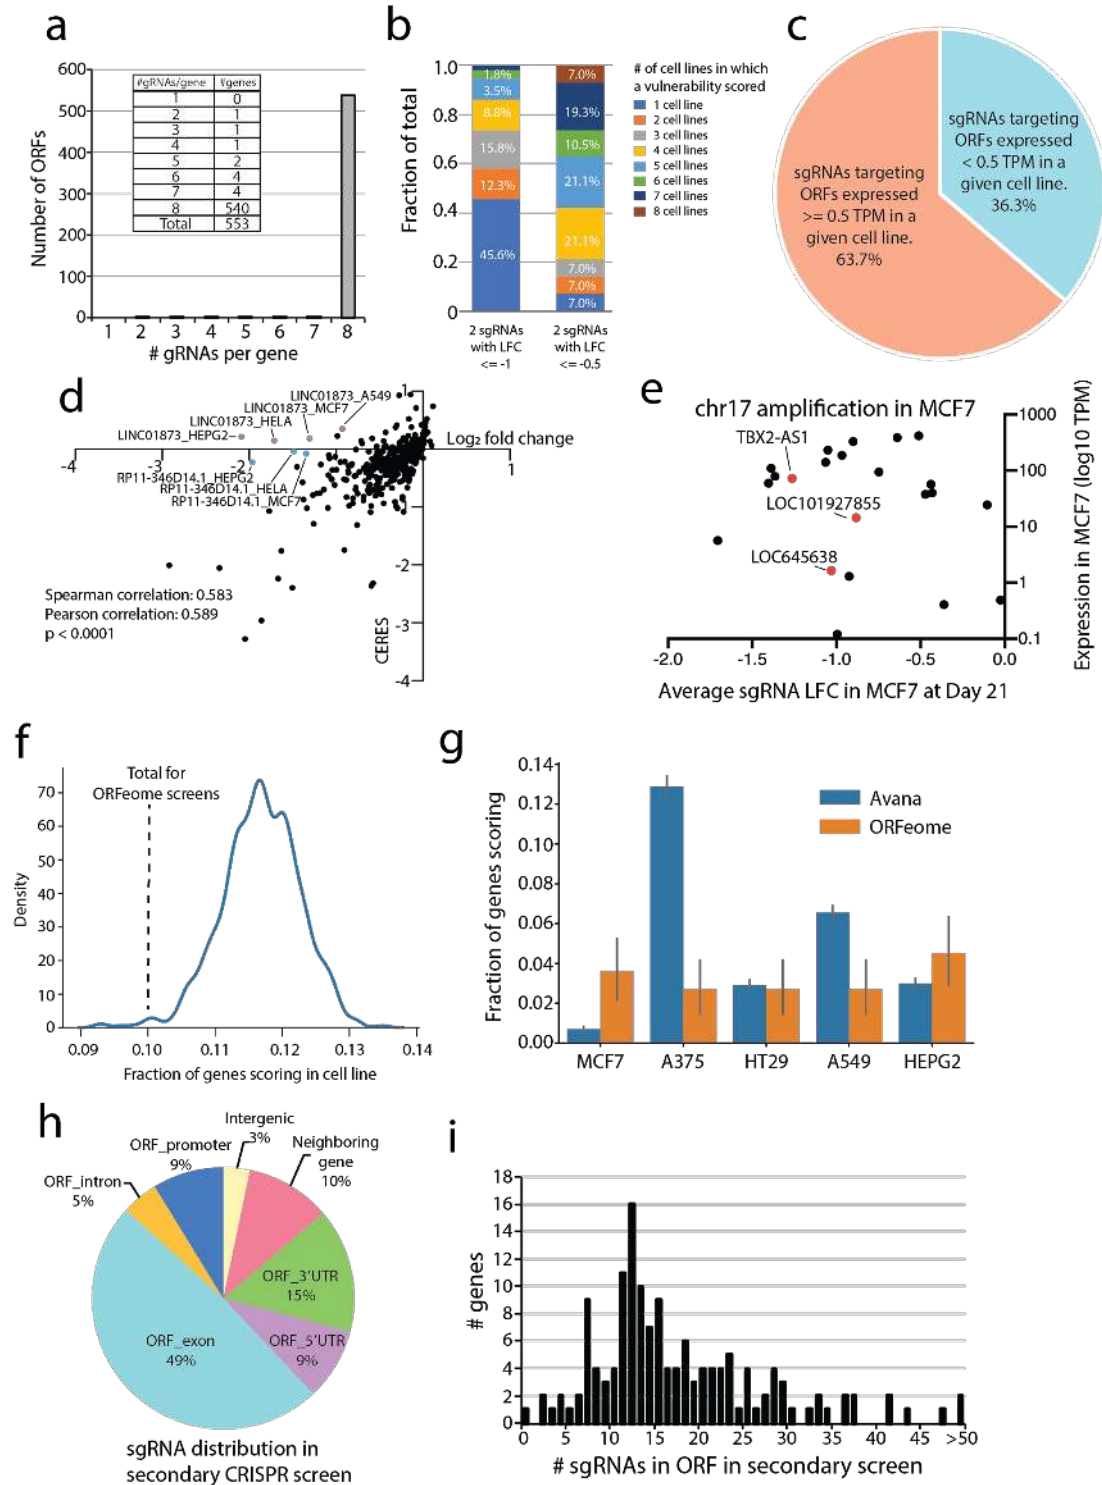 a
600
500
400
300
200
100
0
Number of ORFs
#gRNAs/gene #genes
1 0
2 1
3 1
4 1
5 2
6 4
7 4
8 540
Total 553
1 2 3 4 5 6 7 8
# gRNAs per gene
b
1.0
0.8
0.6
0.4
0.2
0
Fraction of total
1.8%
3.5%
8.8%
15.8%
12.3%
45.6%
7.0%
19.3%
10.5%
21.1%
21.1%
7.0%
7.0%
7.0%
2 sgRNAs
with LFC
<= -1
2 sgRNAs
with LFC
<= -0.5
# of cell lines in which
a vulnerability scored
1 cell line
2 cell lines
3 cell lines
4 cell lines
5 cell lines
6 cell lines
7 cell lines
8 cell lines
c
sgRNAs targeting
ORFs expressed
< 0.5 TPM in a
given cell line.
36.3%
sgRNAs targeting
ORFs expressed
>= 0.5 TPM in a
given cell line.
63.7%
d
LINC01873_A549
LINC01873_MCF7
LINC01873_HELA
LINC01873_HEPG2
RP11-346D14.1_HEPG2
RP11-346D14.1_HELA
RP11-346D14.1_MCF7
Log₂ fold change
-4 -3 -2 1
1
-1
-2
-3
-4
CERES
Spearman correlation: 0.583
Pearson correlation: 0.589
p < 0.0001
e
chr17 amplification in MCF7
TBX2-AS1
LOC101927855
LOC645638
1000
100
10
1
0.1
Expression in MCF7 (log10 TPM)
-2.0 -1.5 -1.0 -0.5 0.0
Average sgRNA LFC in MCF7 at Day 21
f
Total for
ORFeome screens
70
60
50
40
30
20
10
0
Density
0.09 0.10 0.11 0.12 0.13 0.14
Fraction of genes scoring in cell line
g
0.14
0.12
0.10
0.08
0.06
0.04
0.02
0.00
Fraction of genes scoring
Avana
ORFeome
MCF7 A375 HT29 A549 HEPG2
h
Intergenic
3%
Neighboring
gene
10%
ORF_promoter
9%
ORF_intron
5%
ORF_3'UTR
15%
ORF_5'UTR
9%
ORF_exon
49%
sgRNA distribution in
secondary CRISPR screen
i
18
16
14
12
10
8
6
4
2
0
# genes
0 5 10 15 20 25 30 35 40 45 >50
# sgRNAs in ORF in secondary screen